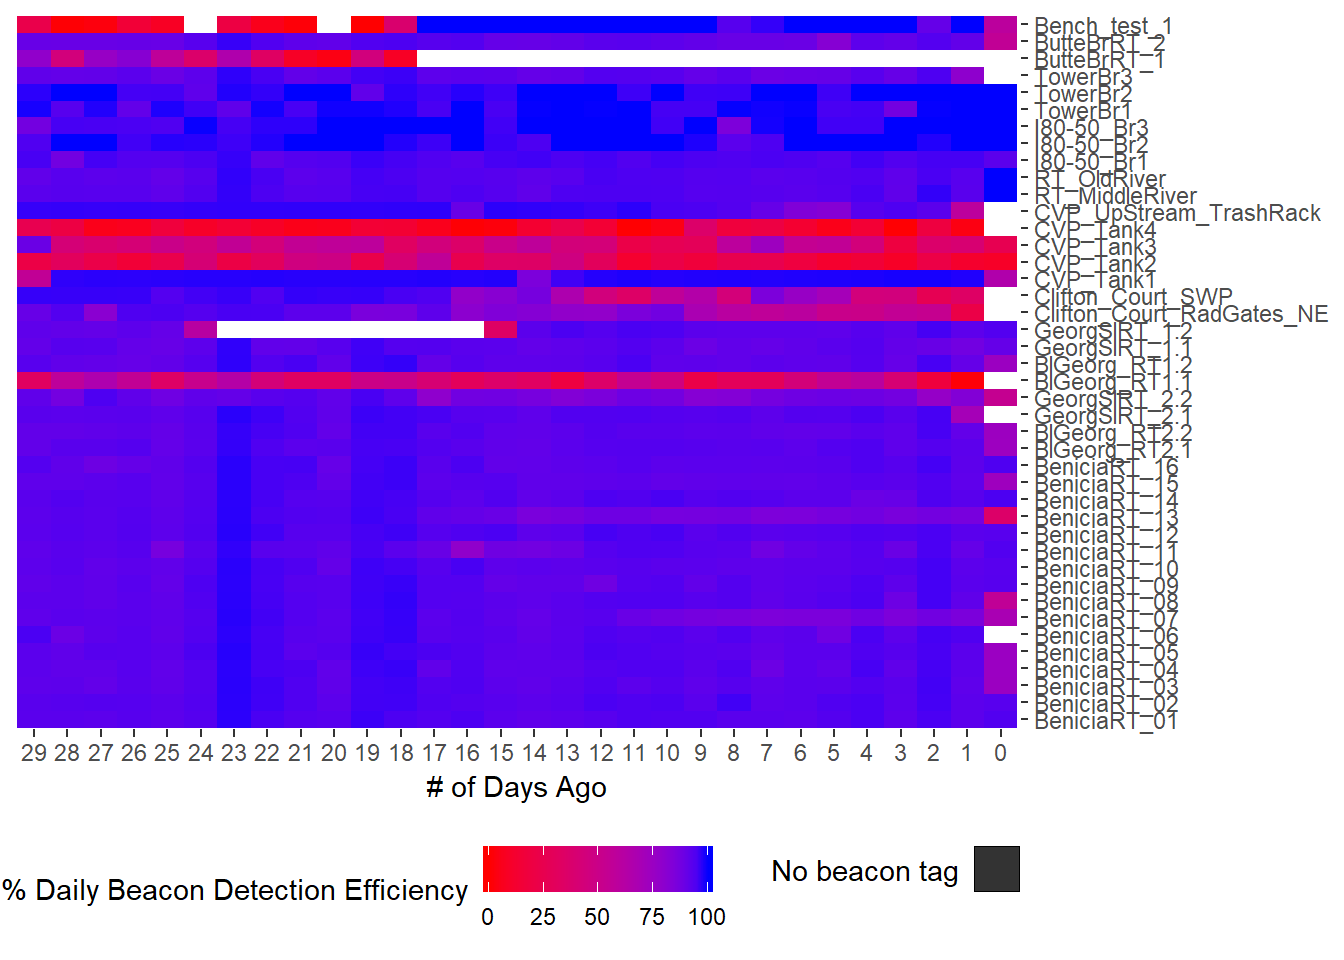 Bench_test_1
ButteBrRT_2
ButteBrRT_1
TowerBr3
TowerBr2
TowerBr1
I80-50_Br3
I80-50_Br2
I80-50_Br1
RT_OldRiver
RT_MiddleRiver
CVP_UpStream_TrashRack
CVP_Tank4
CVP_Tank3
CVP_Tank2
CVP_Tank1
Clifton_Court_SWP
Clifton_Court_RadGates_NE
GeorgSlRT_1.2
GeorgSlRT_1.1
BlGeorg_RT1.2
BlGeorg_RT1.1
GeorgSlRT_2.2
GeorgSlRT_2.1
BlGeorg_RT2.2
BlGeorg_RT2.1
BeniciaRT_16
BeniciaRT_15
BeniciaRT_14
BeniciaRT_13
BeniciaRT_12
BeniciaRT_11
BeniciaRT_10
BeniciaRT_09
BeniciaRT_08
BeniciaRT_07
BeniciaRT_06
BeniciaRT_05
BeniciaRT_04
BeniciaRT_03
BeniciaRT_02
BeniciaRT_01
29 28 27 26 25 24 23 22 21 20 19 18 17 16 15 14 13 12 11 10 9 8 7 6 5 4 3 2 1 0
# of Days Ago
% Daily Beacon Detection Efficiency
0 25 50 75 100
No beacon tag